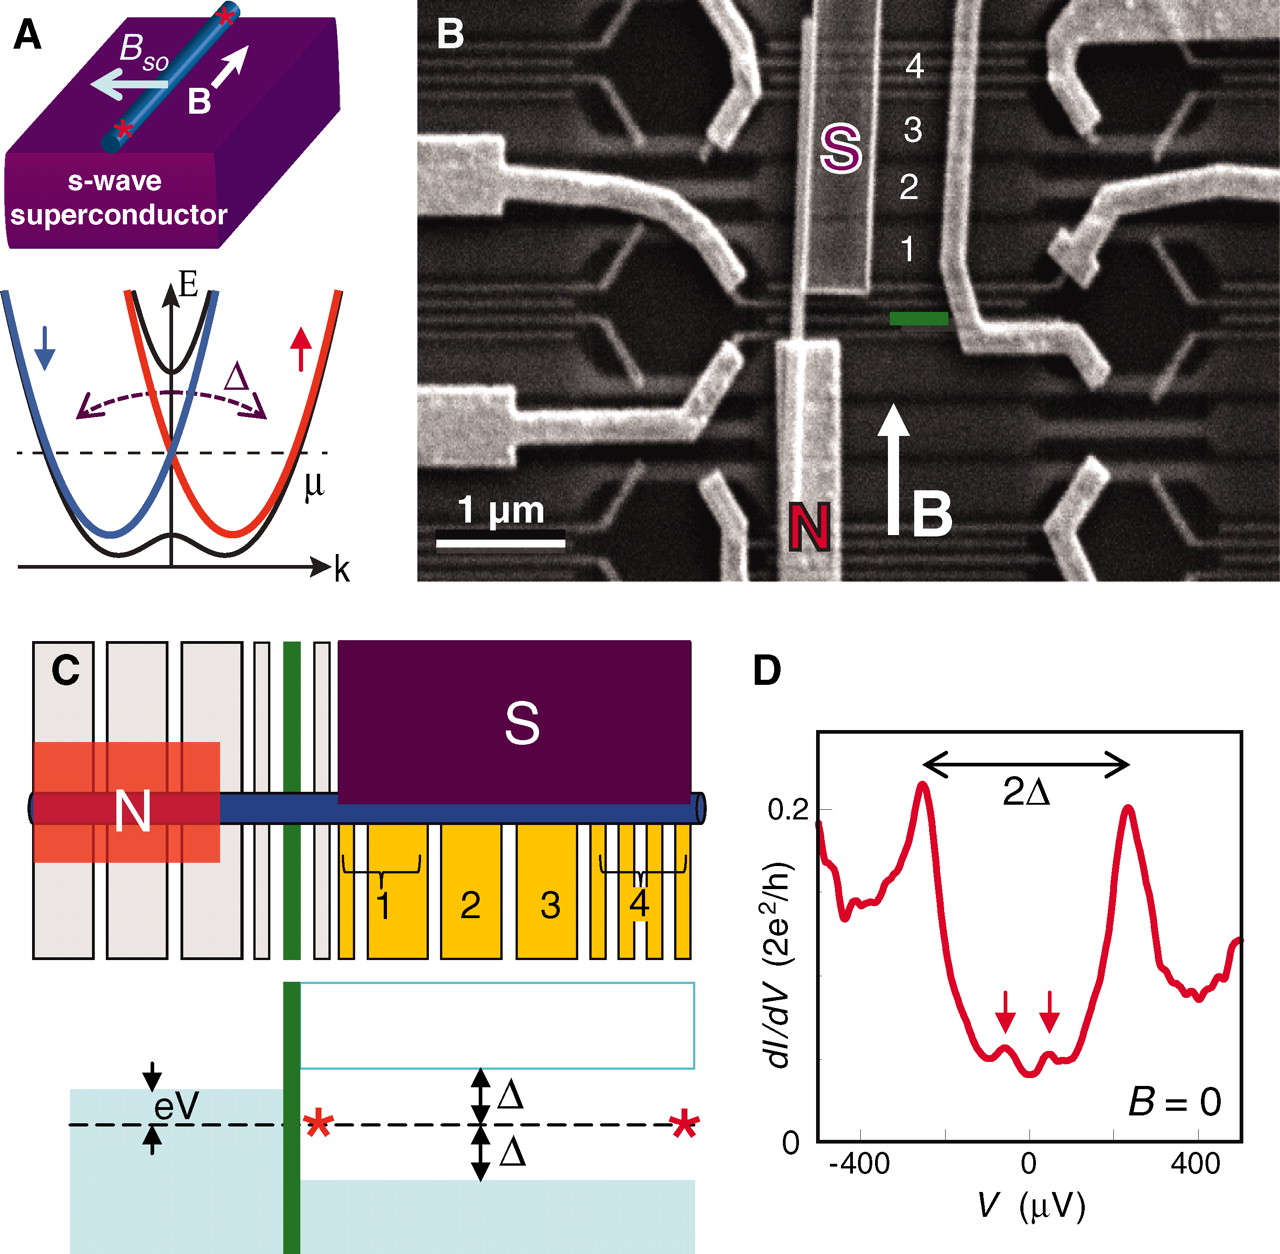 A
B_so
B
s-wave
superconductor
E
Δ
μ
k
B
4
3
2
1
S
1 μm
N
B
C
S
N
1
2
3
4
eV
Δ
Δ
D
2Δ
0.2
dI/dV (2e²/h)
B = 0
0
-400
0
400
V (μV)